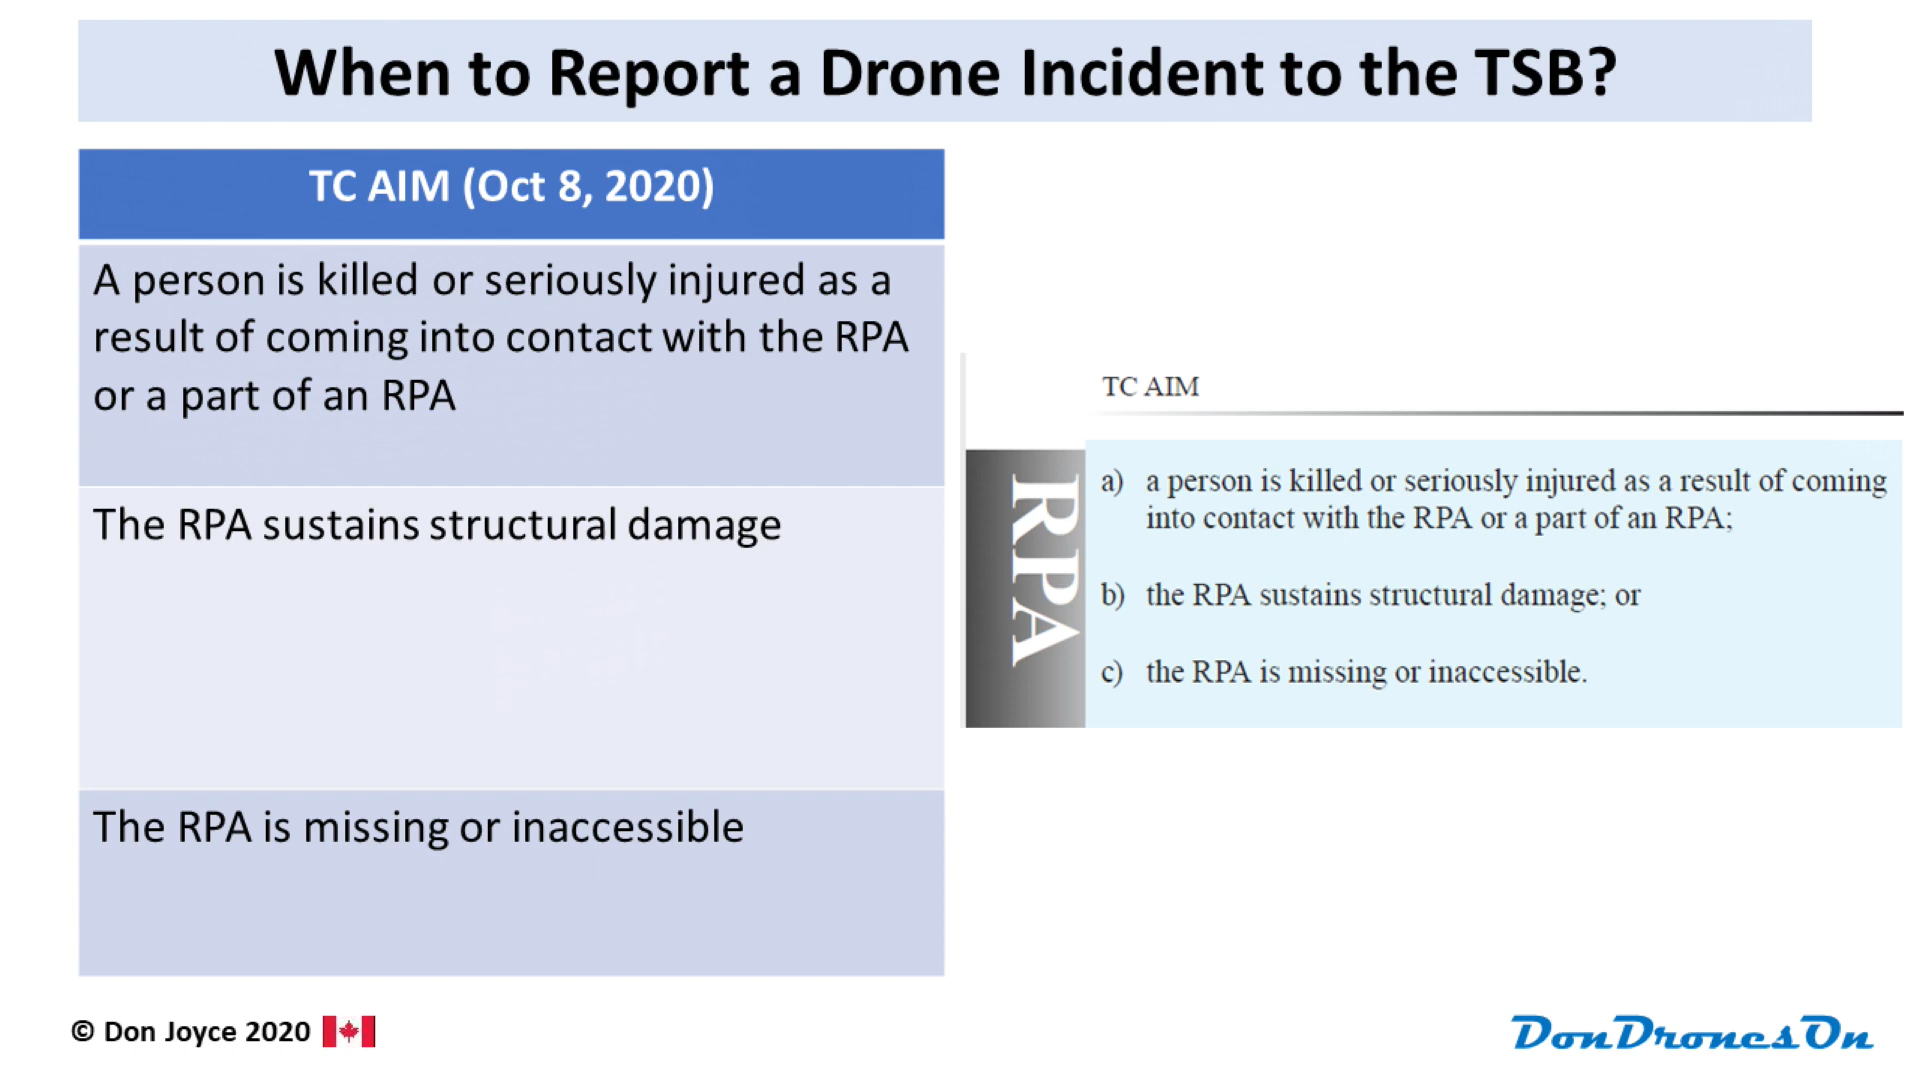 When to Report a Drone Incident to the TSB?
TC AIM (Oct 8, 2020)
A person is killed or seriously injured as a
result of coming into contact with the RPA
or a part of an RPA
The RPA sustains structural damage
The RPA is missing or inaccessible
TC AIM
RPA
a) a person is killed or seriously injured as a result of coming
into contact with the RPA or a part of an RPA;
b) the RPA sustains structural damage; or
c) the RPA is missing or inaccessible.
© Don Joyce 2020
DonDronesOn